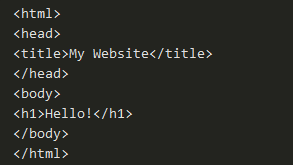 <html>
<head>
<title>My Website</title>
</head>
<body>
<h1>Hello!</h1>
</body>
</html>